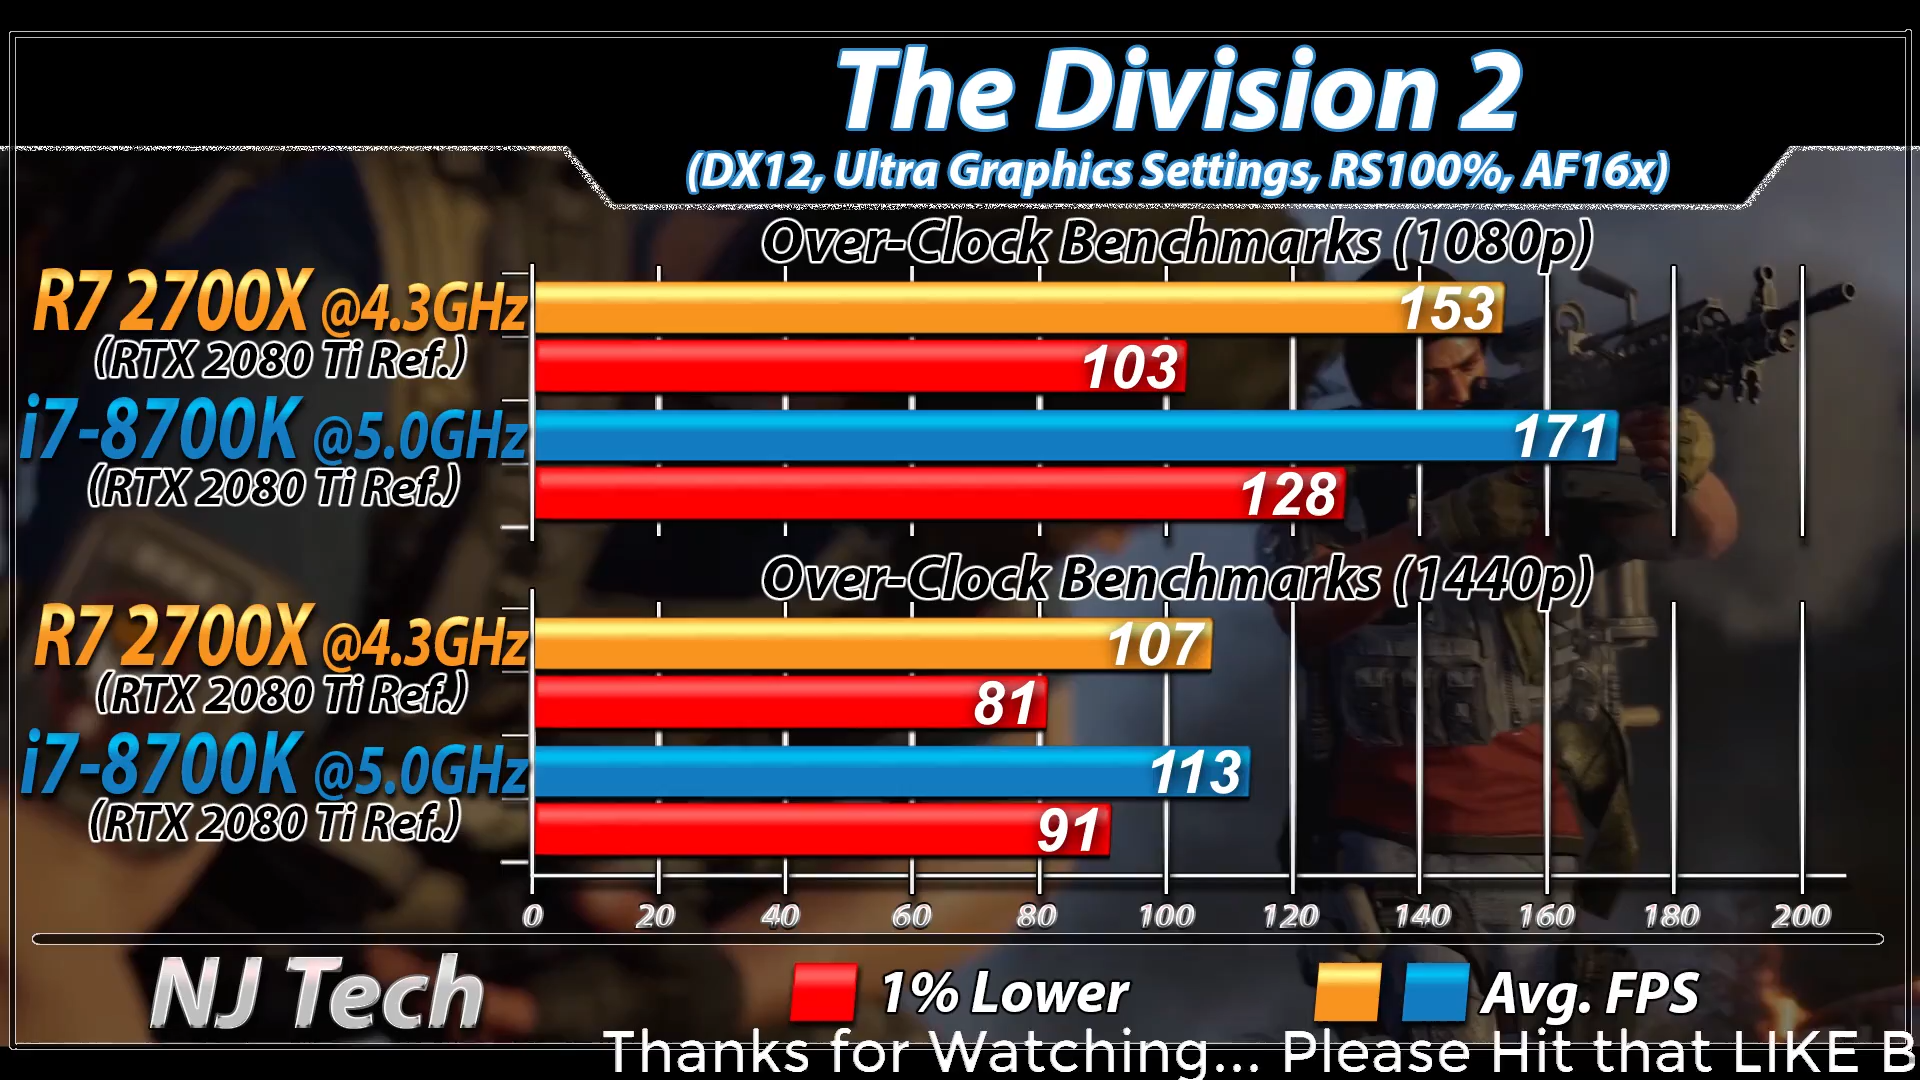 The Division 2
(DX12, Ultra Graphics Settings, RS100%, AF16x)
Over-Clock Benchmarks (1080p)
R7 2700X @4.3GHz
153
(RTX 2080 Ti Ref.)
103
i7-8700K @5.0GHz
171
(RTX 2080 Ti Ref.)
128
Over-Clock Benchmarks (1440p)
R7 2700X @4.3GHz
107
(RTX 2080 Ti Ref.)
81
i7-8700K @5.0GHz
113
(RTX 2080 Ti Ref.)
91
0 20 40 60 80 100 120 140 160 180 200
NJ Tech
1% Lower
Avg. FPS
Thanks for Watching... Please Hit that LIKE B